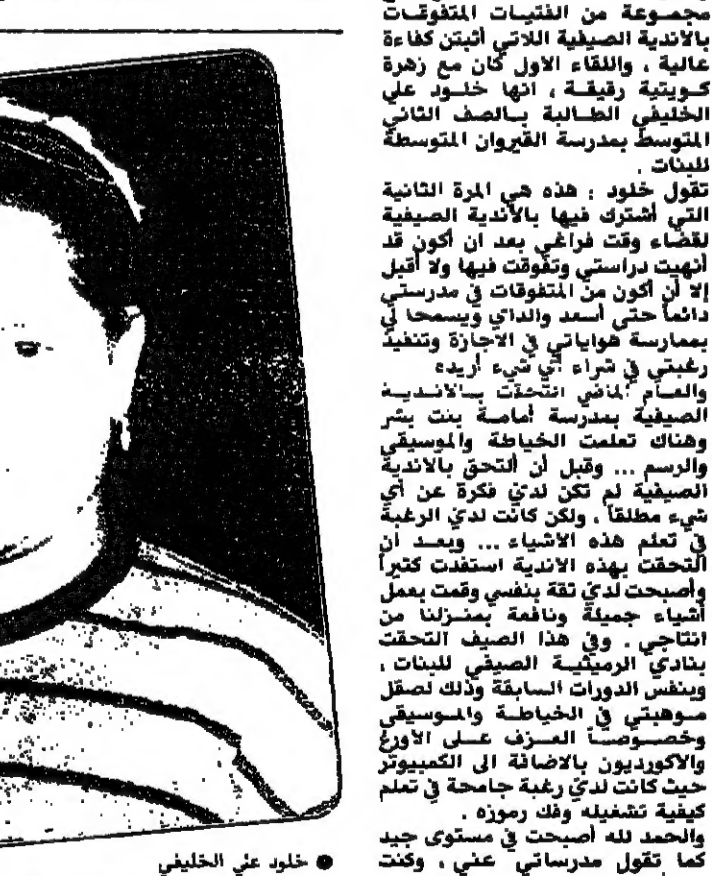 مجموعة من الفتيات المتفوقات
بالأندية الصيفية اللاتي أثبتن كفاءة
عالية ، واللقاء الاول كان مع زهرة
كويتية رقيقة ، انها خلود علي
الخليفي الطالبة بالصف الثاني
المتوسط بمدرسة القيروان المتوسطة
للبنات .
تقول خلود : هذه هي المرة الثانية
التي أشترك فيها بالأندية الصيفية
لقضاء وقت فراغي بعد ان أكون قد
أنهيت دراستي وتفوقت فيها ولا أقبل
إلا أن أكون من المتفوقات في مدرستي
دائماً حتى أسعد والداي ويسمحا لي
بممارسة هواياتي في الاجازة وتنفيذ
رغبتي في شراء أي شيء أريده
والعام الماضي التحقت بالاندية
الصيفية بمدرسة أمامة بنت بشر
وهناك تعلمت الخياطة والموسيقى
والرسم ... وقبل أن ألتحق بالاندية
الصيفية لم تكن لدي فكرة عن أي
شيء مطلقاً ، ولكن كانت لدي الرغبة
في تعلم هذه الاشياء ... وبعد أن
التحقت بهذه الاندية استفدت كثيراً
وأصبحت لدي ثقة بنفسي وقمت بعمل
أشياء جميلة ونافعة بمنزلنا من
انتاجي . وفي هذا الصيف التحقت
بنادي الرميثية الصيفي للبنات ،
وبنفس الدورات السابقة وذلك لصقل
موهبتي في الخياطة والموسيقى
وخصوصاً العزف على الأورغ
والاكورديون بالاضافة الى الكمبيوتر
حيث كانت لدي رغبة جامحة في تعلم
كيفية تشغيله وفك رموزه .
والحمد لله أصبحت في مستوى جيد
كما تقول مدرساتي عني ، وكنت
● خلود علي الخليفي